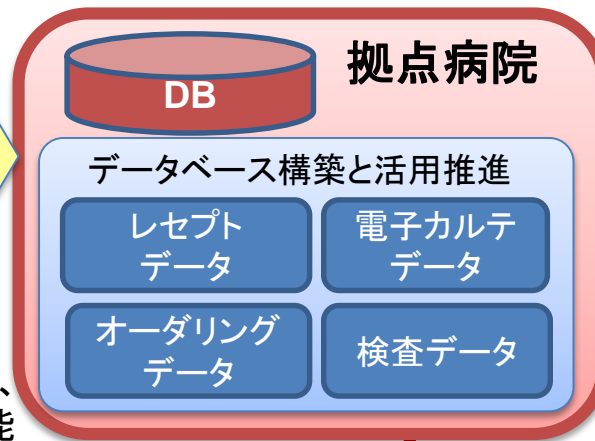 拠点病院
DB
データベース構築と活用推進
レセプト
データ
電子カルテ
データ
オーダリング
データ
検査データ
、
能